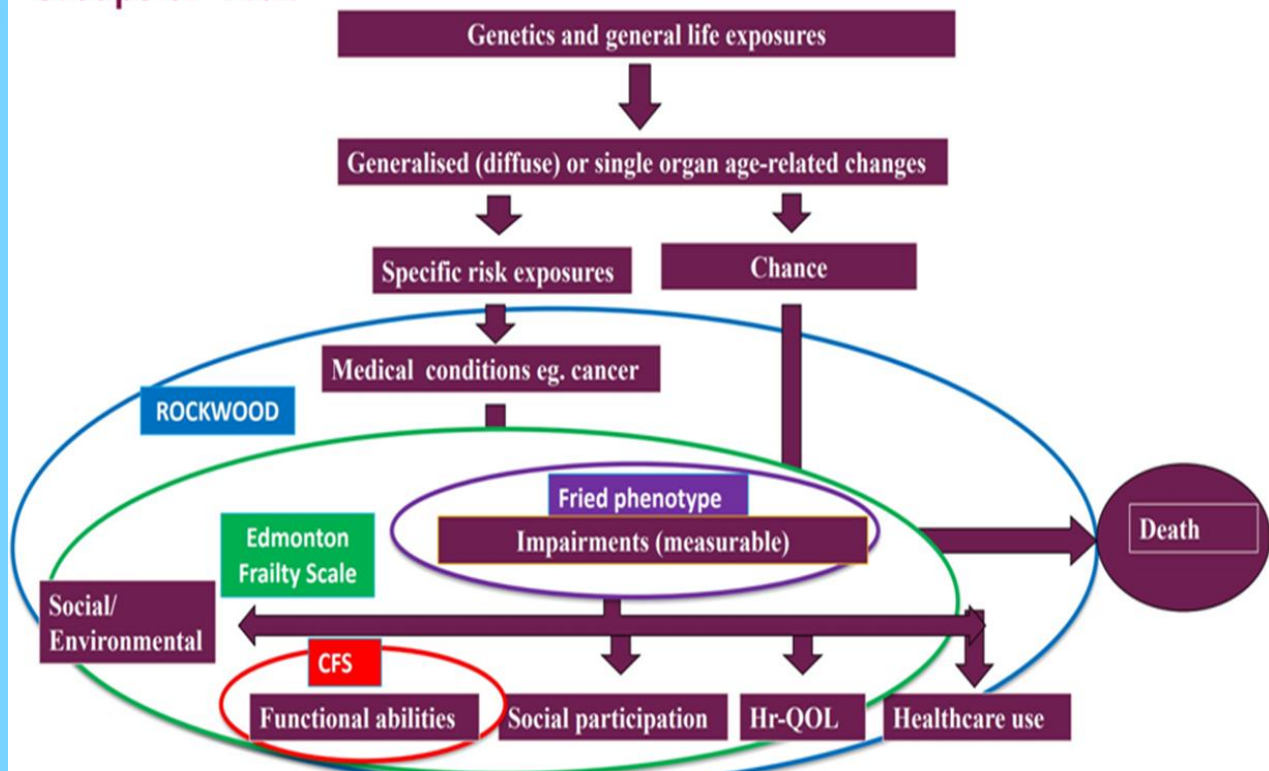 Genetics and general life exposures
Generalised (diffuse) or single organ age-related changes
Specific risk exposures
Chance
Medical conditions eg. cancer
ROCKWOOD
Fried phenotype
Impairments (measurable)
Edmonton
Frailty Scale
Death
Social/
Environmental
CFS
Functional abilities
Social participation
Hr-QOL
Healthcare use